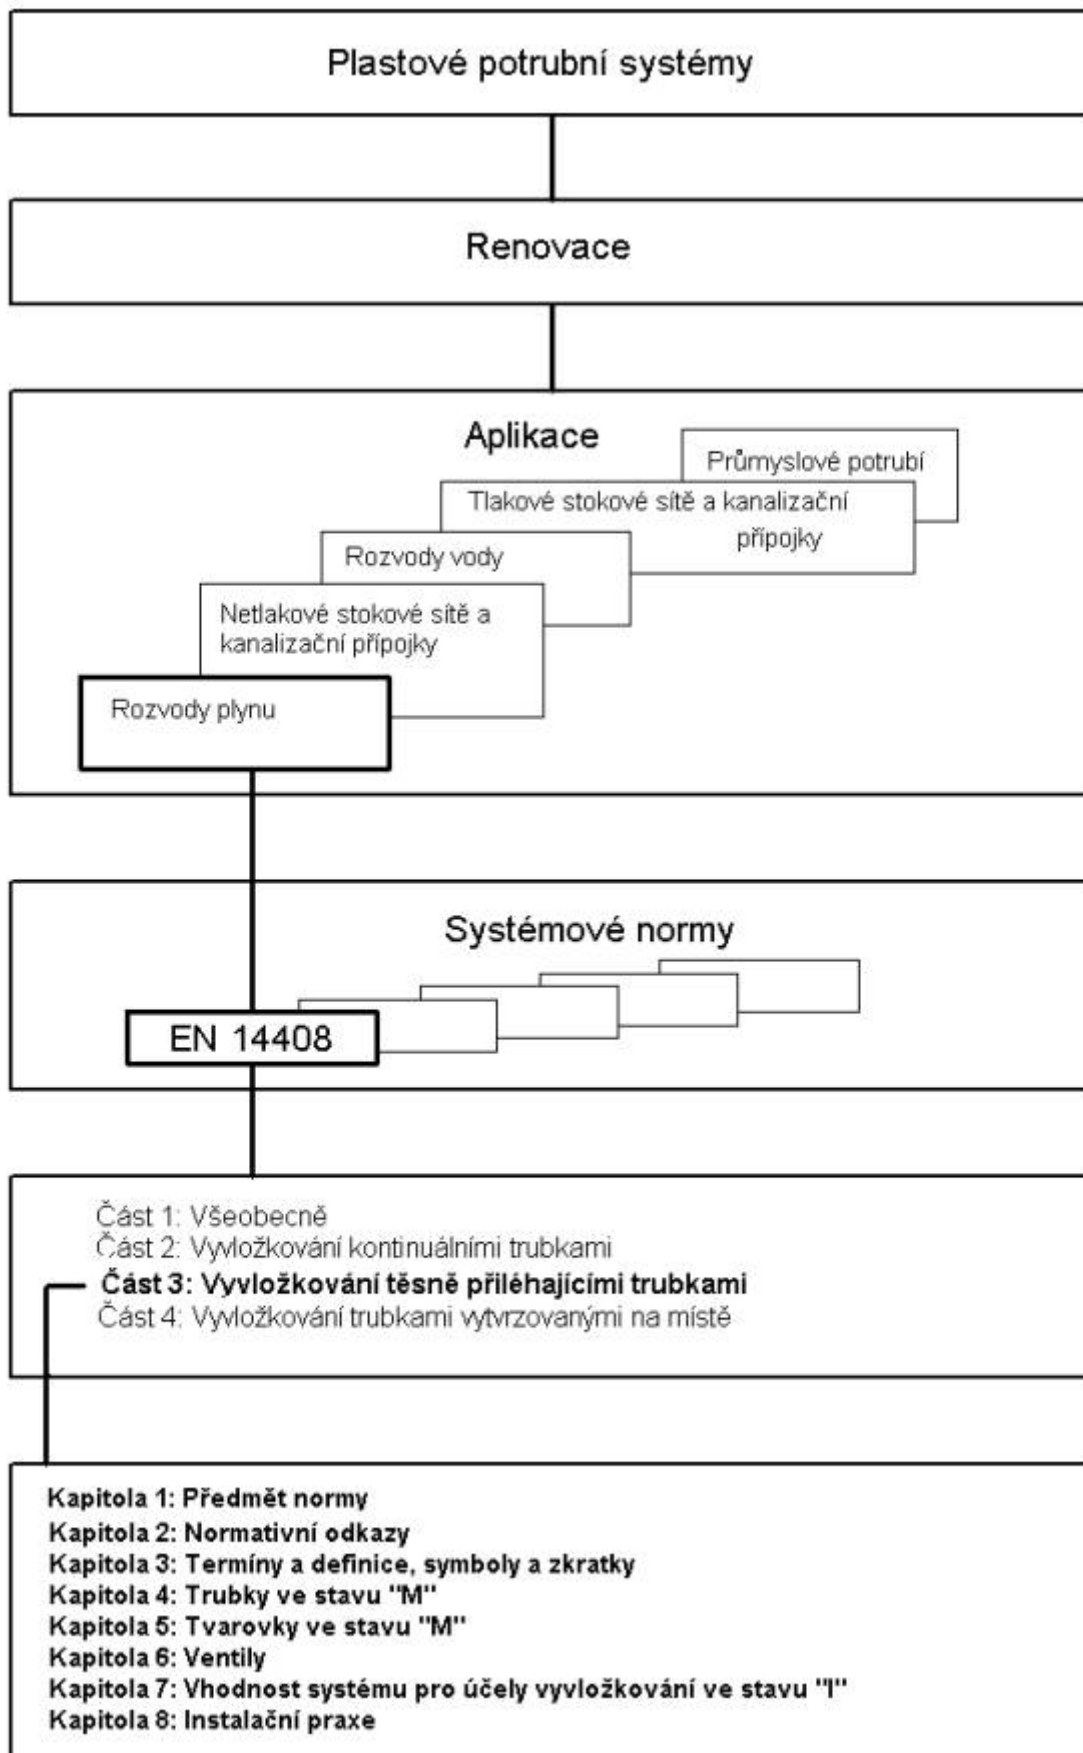 Plastové potrubní systémy
Renovace
Aplikace
Průmyslové potrubí
Tlakové stokové sítě a kanalizační
přípojky
Rozvody vody
Netlakové stokové sítě a
kanalizační přípojky
Rozvody plynu
Systémové normy
EN 14408
Část 1: Všeobecně
Část 2: Vyvložkování kontinuálními trubkami
Část 3: Vyvložkování těsně přiléhajícími trubkami
Část 4: Vyvložkování trubkami vytvrzovanými na místě
Kapitola 1: Předmět normy
Kapitola 2: Normativní odkazy
Kapitola 3: Termíny a definice, symboly a zkratky
Kapitola 4: Trubky ve stavu "M"
Kapitola 5: Tvarovky ve stavu "M"
Kapitola 6: Ventily
Kapitola 7: Vhodnost systému pro účely vyvložkování ve stavu "I"
Kapitola 8: Instalační praxe